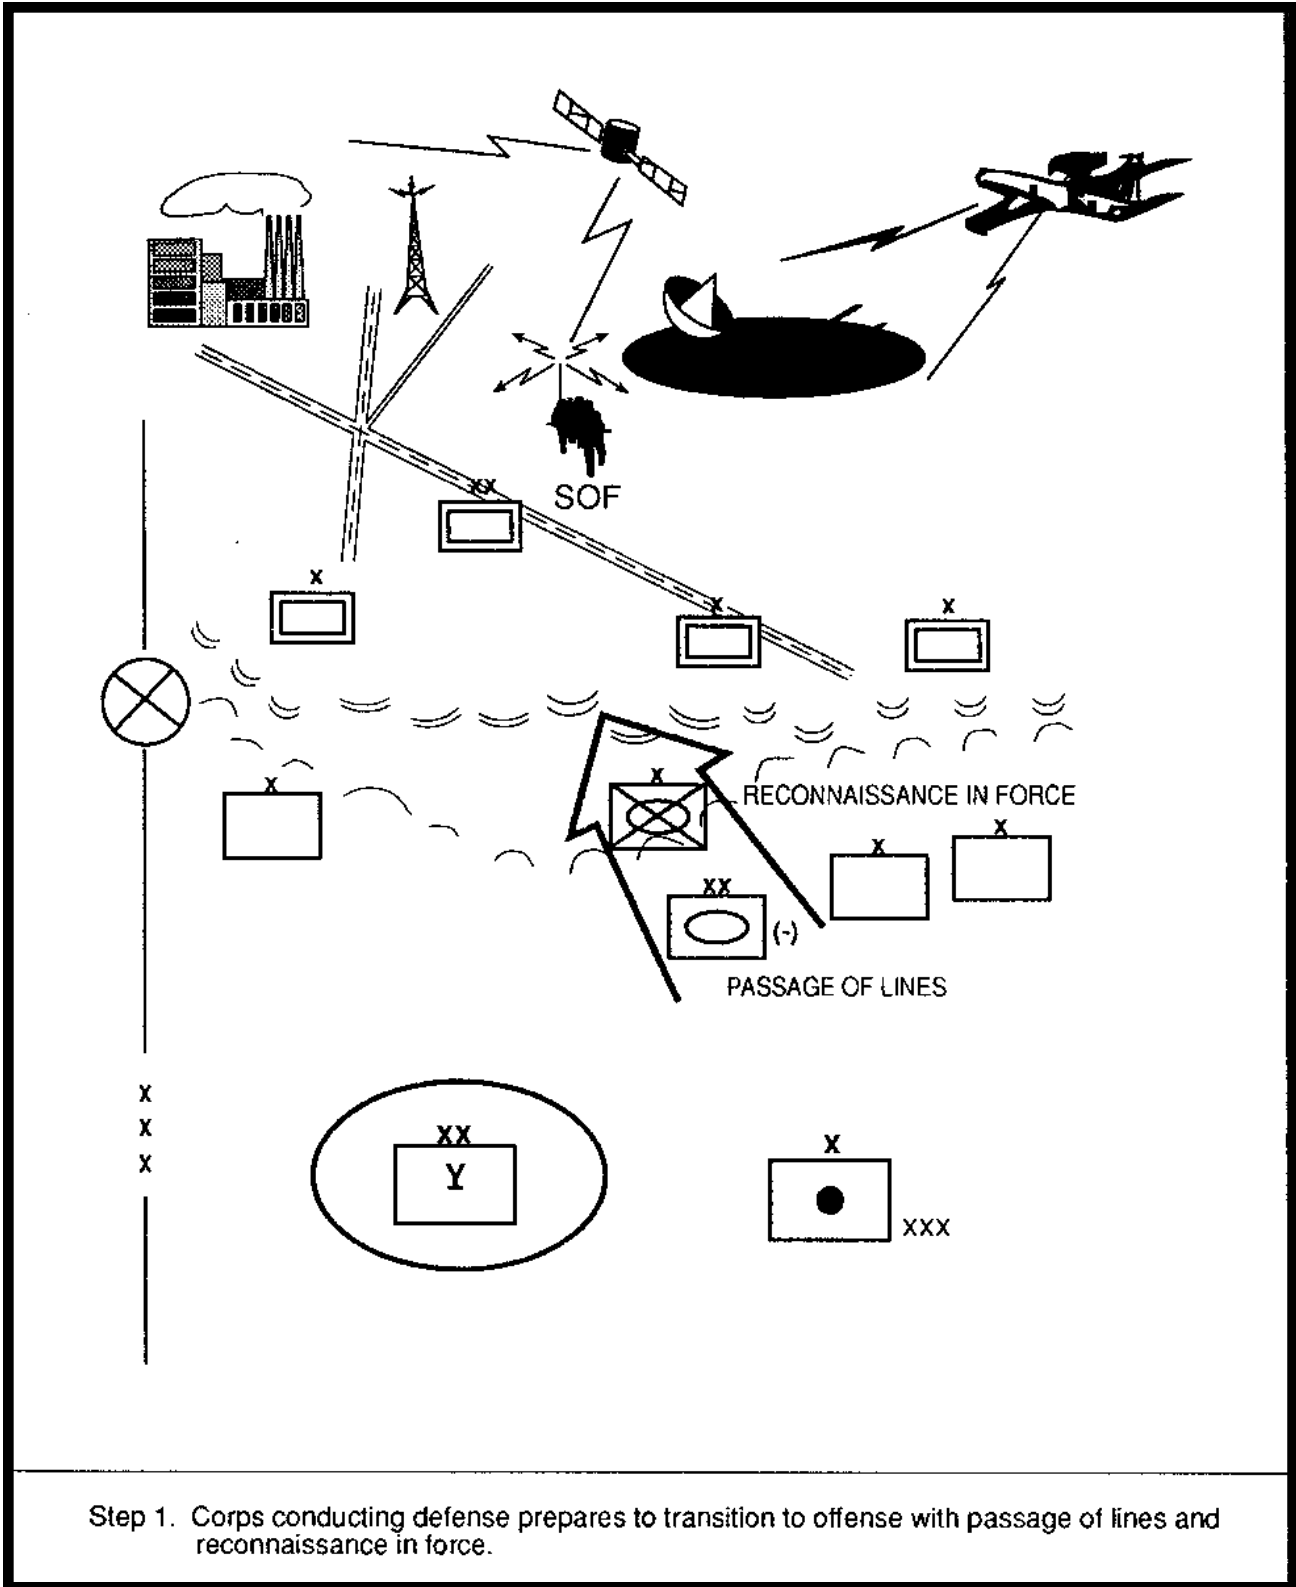 SOF
XX
X
X
X
X
RECONNAISSANCE IN FORCE
X
X
X
XX
(-)
PASSAGE OF LINES
X
X
X
XX
Y
X
XXX
Step 1. Corps conducting defense prepares to transition to offense with passage of lines and
reconnaissance in force.